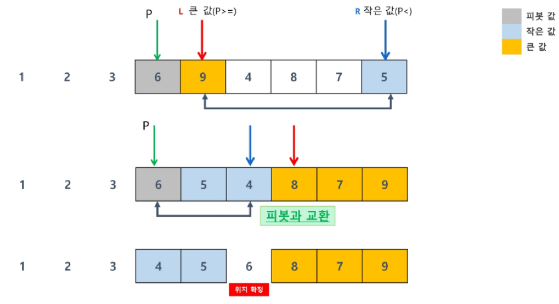 P L 큰 값(P>=) R 작은 값(P<)
피봇 값
작은 값
큰 값
1 2 3 6 9 4 8 7 5
P
1 2 3 6 5 4 8 7 9
피봇과 교환
1 2 3 4 5 6 8 7 9
위치 확정